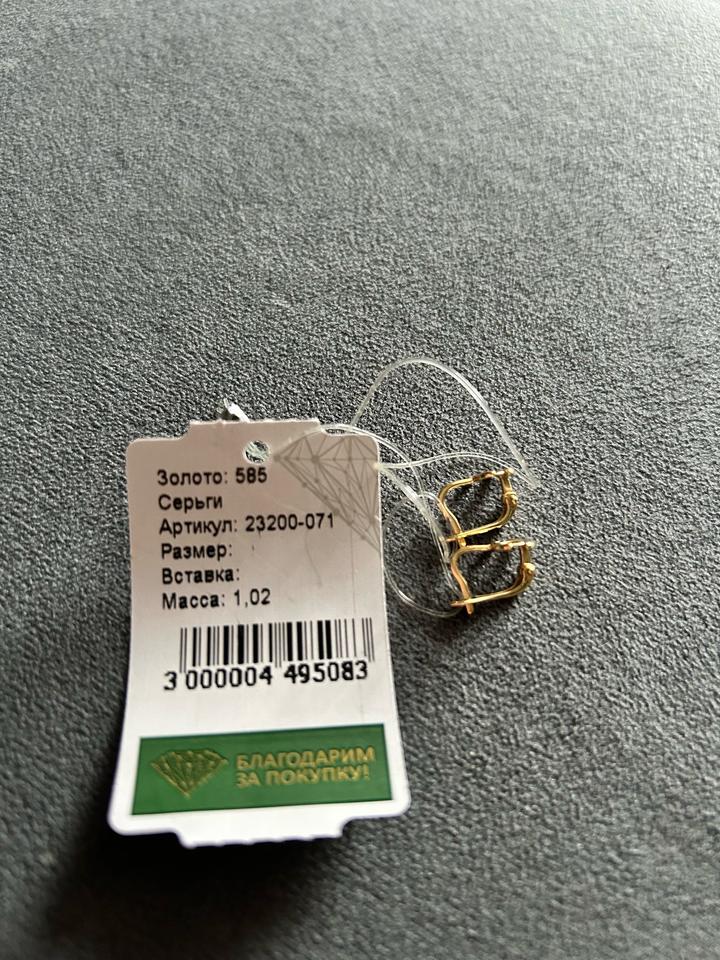 Золото: 585
Серьги
Артикул: 23200-071
Размер:
Вставка:
Масса: 1,02
3 000004 495083
БЛАГОДАРИМ
ЗА ПОКУПКУ!